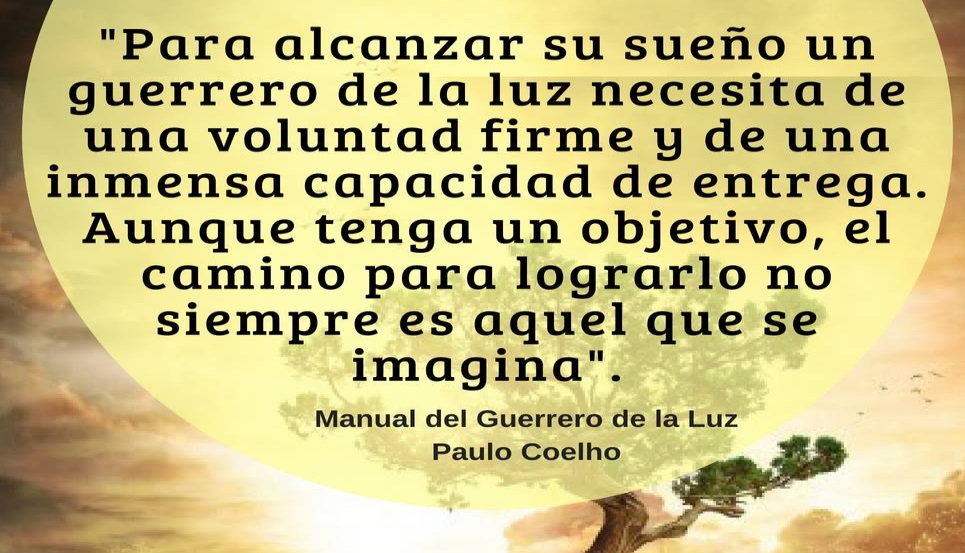 "Para alcanzar su sueño un
guerrero de la luz necesita de
una voluntad firme y de una
inmensa capacidad de entrega.
Aunque tenga un objetivo, el
camino para lograrlo no
siempre es aquel que se
imagina".
Manual del Guerrero de la Luz
Paulo Coelho